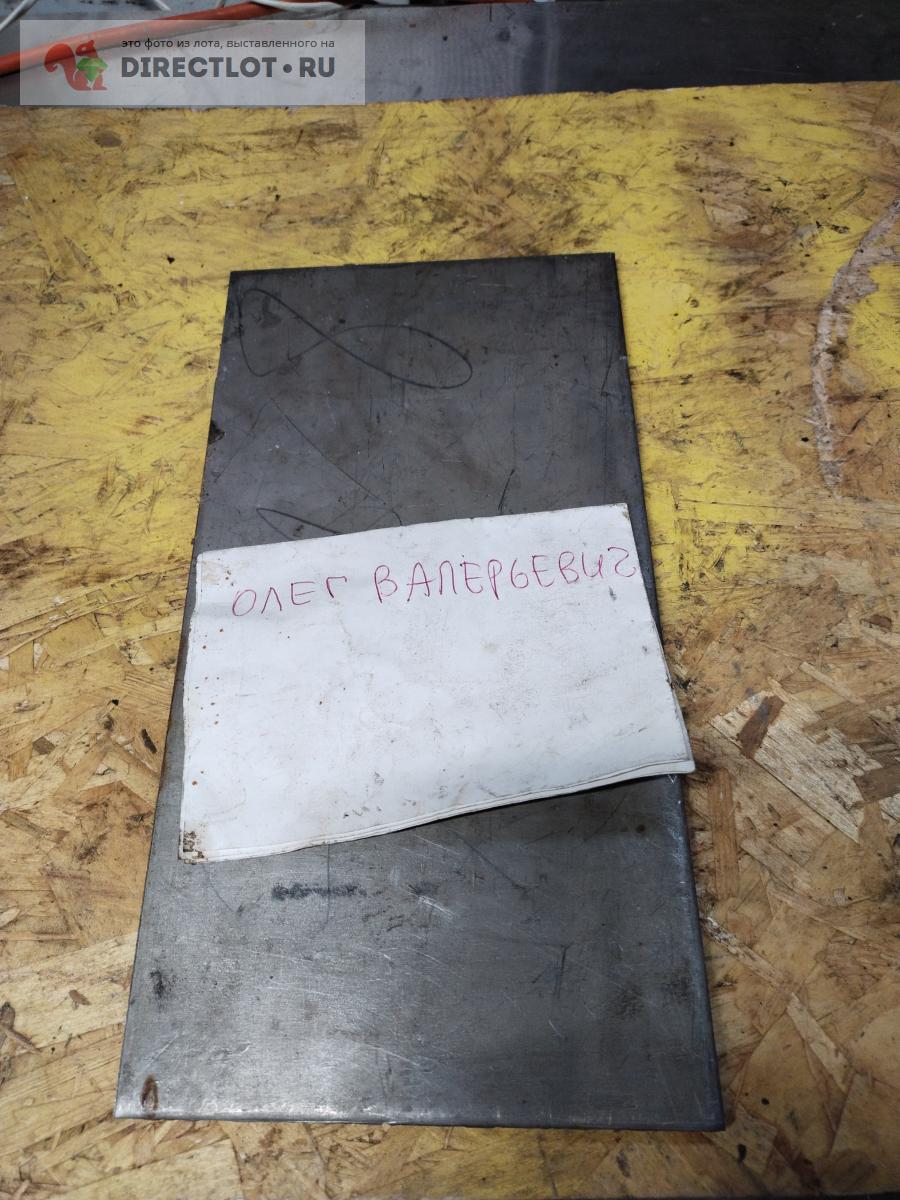 это фото из лота, выставленного на
DIRECTLOT•RU
ОЛЕГ ВАЛЕРЬЕВИЧ